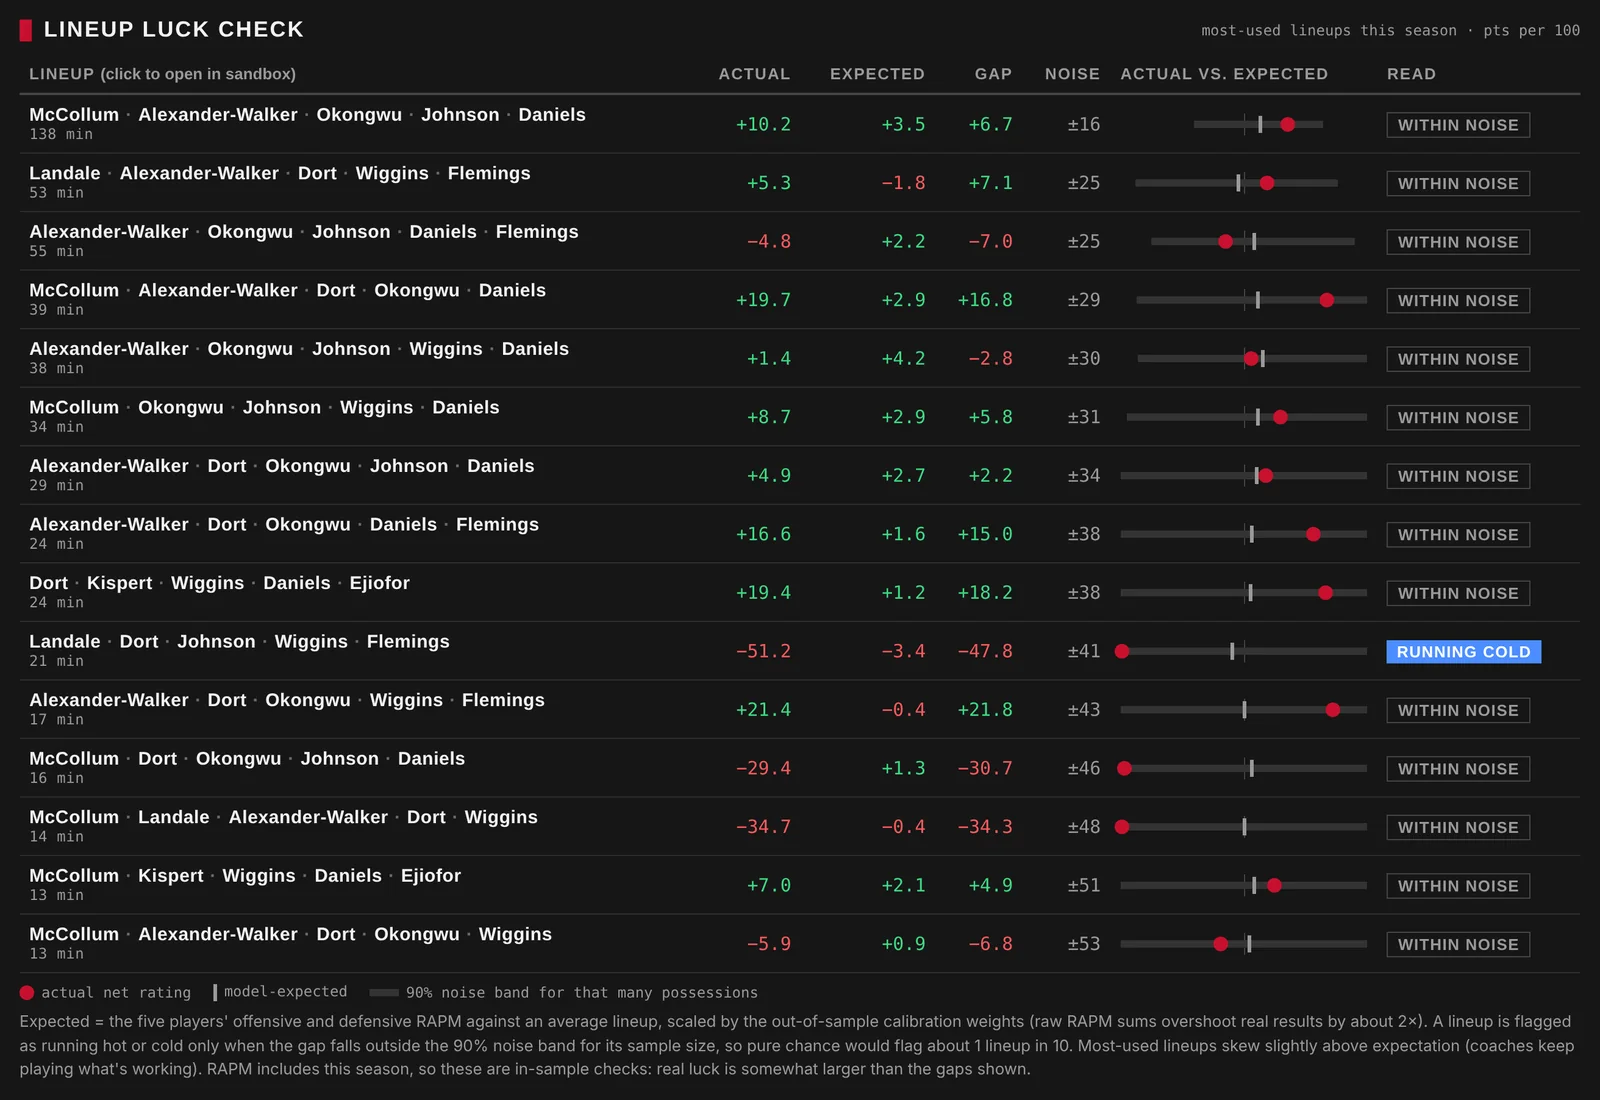 LINEUP LUCK CHECK
most-used lineups this season · pts per 100
LINEUP (click to open in sandbox) ACTUAL EXPECTED GAP NOISE ACTUAL VS. EXPECTED READ
McCollum · Alexander-Walker · Okongwu · Johnson · Daniels
138 min
+10.2 +3.5 +6.7 ±16 WITHIN NOISE
Landale · Alexander-Walker · Dort · Wiggins · Flemings
53 min
+5.3 −1.8 +7.1 ±25 WITHIN NOISE
Alexander-Walker · Okongwu · Johnson · Daniels · Flemings
55 min
−4.8 +2.2 −7.0 ±25 WITHIN NOISE
McCollum · Alexander-Walker · Dort · Okongwu · Daniels
39 min
+19.7 +2.9 +16.8 ±29 WITHIN NOISE
Alexander-Walker · Okongwu · Johnson · Wiggins · Daniels
38 min
+1.4 +4.2 −2.8 ±30 WITHIN NOISE
McCollum · Okongwu · Johnson · Wiggins · Daniels
34 min
+8.7 +2.9 +5.8 ±31 WITHIN NOISE
Alexander-Walker · Dort · Okongwu · Johnson · Daniels
29 min
+4.9 +2.7 +2.2 ±34 WITHIN NOISE
Alexander-Walker · Dort · Okongwu · Daniels · Flemings
24 min
+16.6 +1.6 +15.0 ±38 WITHIN NOISE
Dort · Kispert · Wiggins · Daniels · Ejiofor
24 min
+19.4 +1.2 +18.2 ±38 WITHIN NOISE
Landale · Dort · Johnson · Wiggins · Flemings
21 min
−51.2 −3.4 −47.8 ±41 RUNNING COLD
Alexander-Walker · Dort · Okongwu · Wiggins · Flemings
17 min
+21.4 −0.4 +21.8 ±43 WITHIN NOISE
McCollum · Dort · Okongwu · Johnson · Daniels
16 min
−29.4 +1.3 −30.7 ±46 WITHIN NOISE
McCollum · Landale · Alexander-Walker · Dort · Wiggins
14 min
−34.7 −0.4 −34.3 ±48 WITHIN NOISE
McCollum · Kispert · Wiggins · Daniels · Ejiofor
13 min
+7.0 +2.1 +4.9 ±51 WITHIN NOISE
McCollum · Alexander-Walker · Dort · Okongwu · Wiggins
13 min
−5.9 +0.9 −6.8 ±53 WITHIN NOISE
actual net rating model-expected 90% noise band for that many possessions
Expected = the five players' offensive and defensive RAPM against an average lineup, scaled by the out-of-sample calibration weights (raw RAPM sums overshoot real results by about 2×). A lineup is flagged
as running hot or cold only when the gap falls outside the 90% noise band for its sample size, so pure chance would flag about 1 lineup in 10. Most-used lineups skew slightly above expectation (coaches keep
playing what's working). RAPM includes this season, so these are in-sample checks: real luck is somewhat larger than the gaps shown.